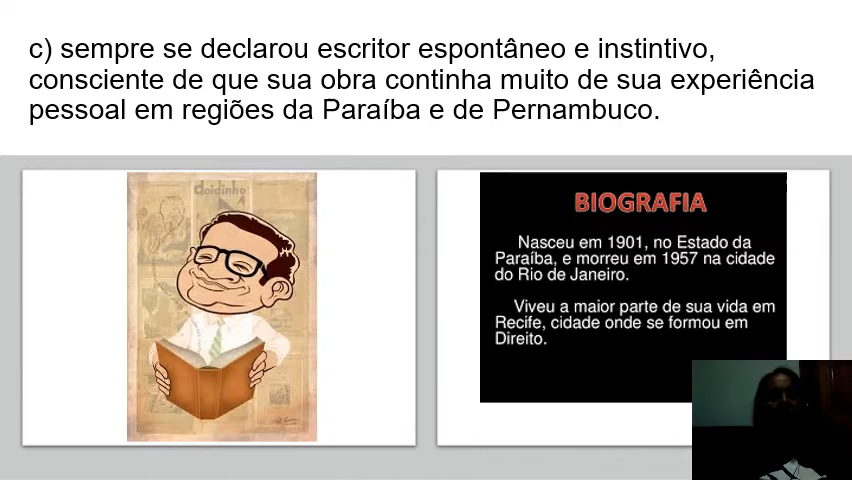 c) sempre se declarou escritor espontâneo e instintivo,
consciente de que sua obra continha muito de sua experiência
pessoal em regiões da Paraíba e de Pernambuco.
doidinho
BIOGRAFIA
Nasceu em 1901, no Estado da
Paraíba, e morreu em 1957 na cidade
do Rio de Janeiro.
Viveu a maior parte de sua vida em
Recife, cidade onde se formou em
Direito.